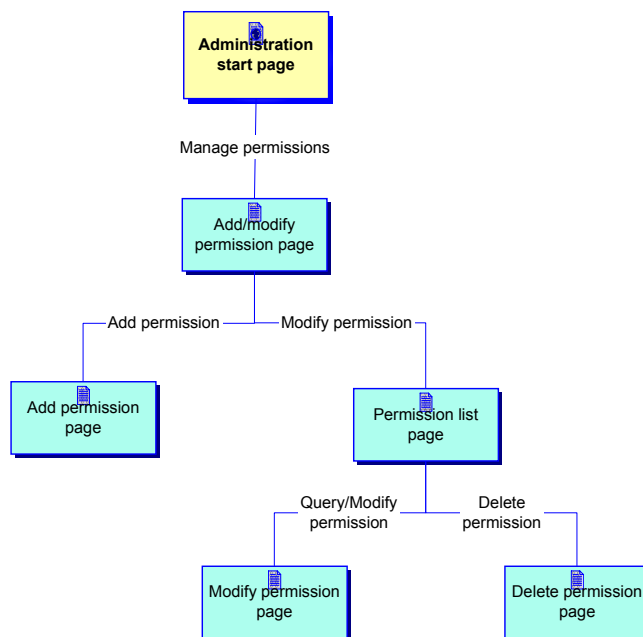 Administration
start page
Manage permissions
Add/modify
permission page
Add permission
Modify permission
Add permission
page
Permission list
page
Query/Modify
permission
Delete
permission
Modify permission
page
Delete permission
page